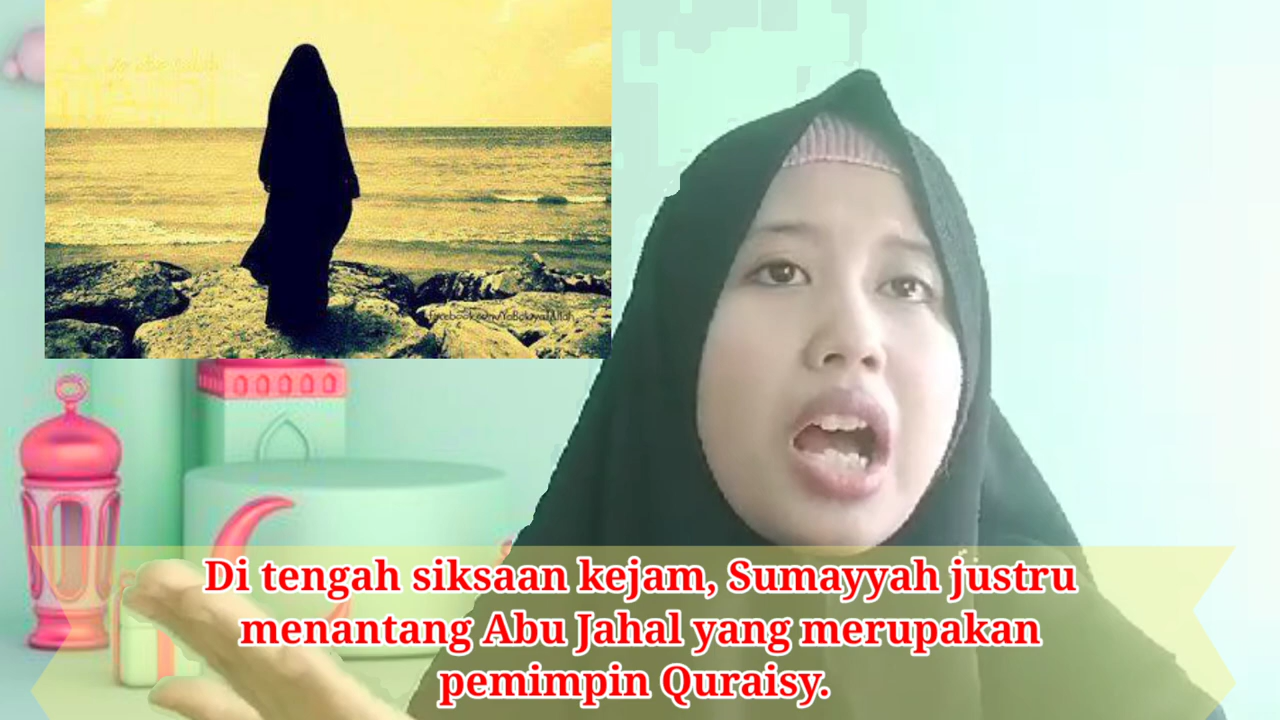 Di tengah siksaan kejam, Sumayyah justru
menantang Abu Jahal yang merupakan
pemimpin Quraisy.